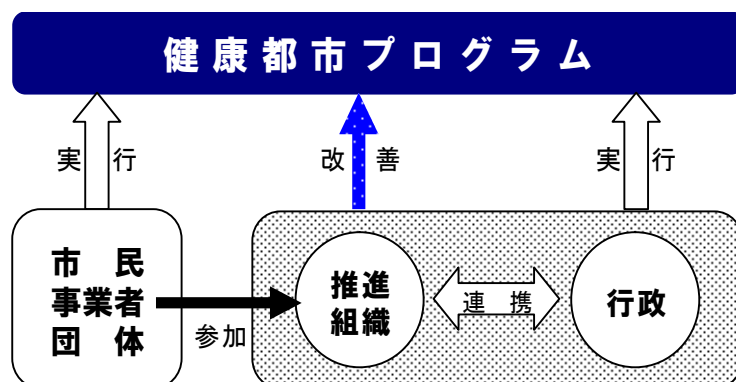 健康都市プログラム
実 行
改 善
実 行
市 民
事業者
団 体
参加
推進
組織
連 携
行政